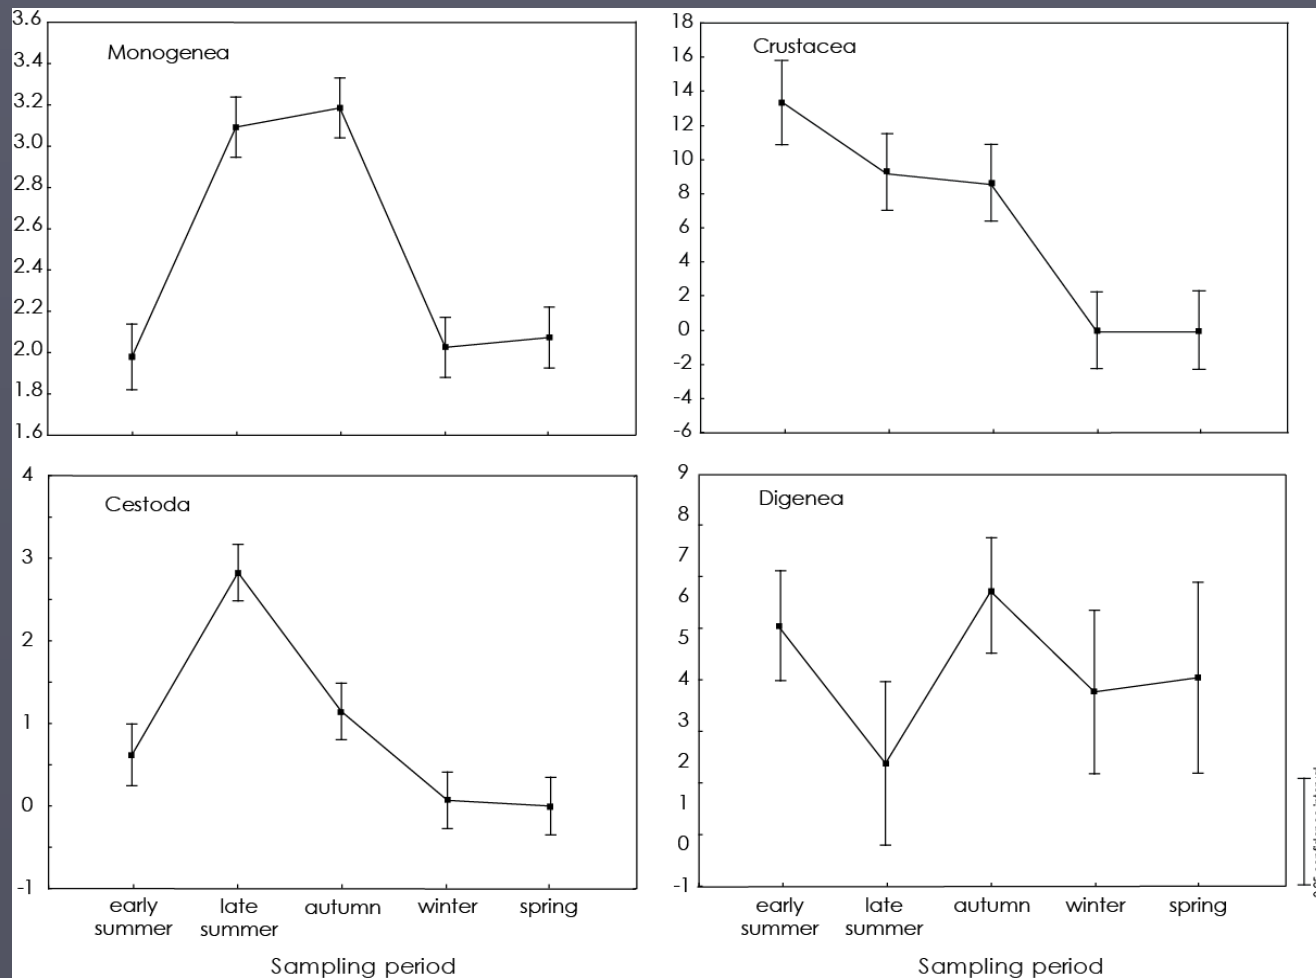 Monogenea
3.6
3.4
3.2
3.0
2.8
2.6
2.4
2.2
2.0
1.8
1.6
Crustacea
18
16
14
12
10
8
6
4
2
0
-2
-4
-6
Cestoda
4
3
2
1
0
-1
early summer
late summer
autumn
winter
spring
Sampling period
Digenea
9
8
7
6
5
4
3
2
1
0
-1
early summer
late summer
autumn
winter
spring
Sampling period